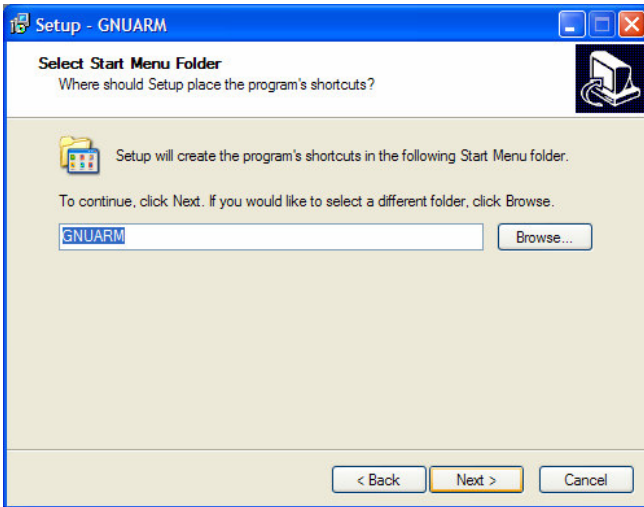 Setup - GNUARM
Select Start Menu Folder
Where should Setup place the program's shortcuts?
Setup will create the program's shortcuts in the following Start Menu folder.
To continue, click Next. If you would like to select a different folder, click Browse.
GNUARM
Browse...
< Back
Next >
Cancel